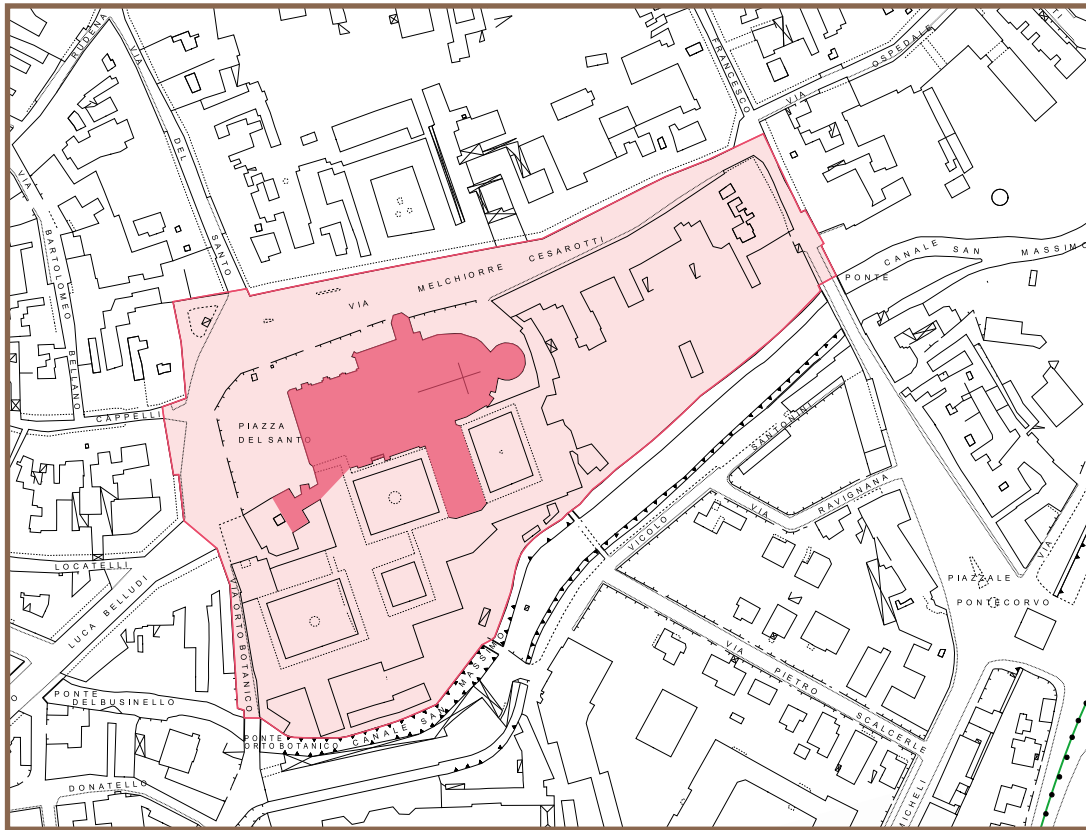 RUDENA
VIA
DEL
SANTO
VIA
BARTOLOMEO
BELLANO
CAPPELLI
LOCATELLI
LUCA BELLUDI
FRANCESCO
VIA OSPEDALE
VIA MELCHIORRE CESAROTTI
PIAZZA
DEL SANTO
CANALE SAN MASSIMO
PONTE
VICOLO SANTONINI
VIA RAVIGNANA
VIA
PIAZZALE
PONTECORVO
VIA PIETRO SCALCERLE
MICHELI
VIA ORTO BOTANICO
PONTE
DEL BUSINELLO
PONTE
ORTO BOTANICO
CANALE SAN MASSIMO
DONATELLO